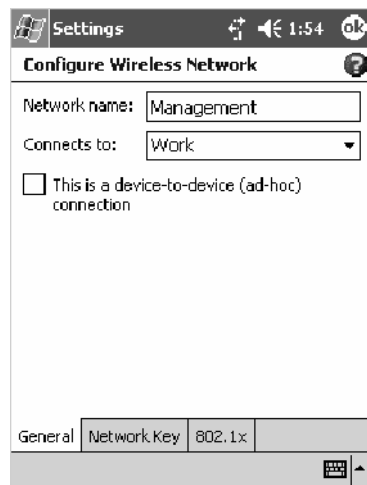 Settings 1:54 ok
Configure Wireless Network ?
Network name: Management
Connects to: Work
This is a device-to-device (ad-hoc)
connection
General Network Key 802.1x